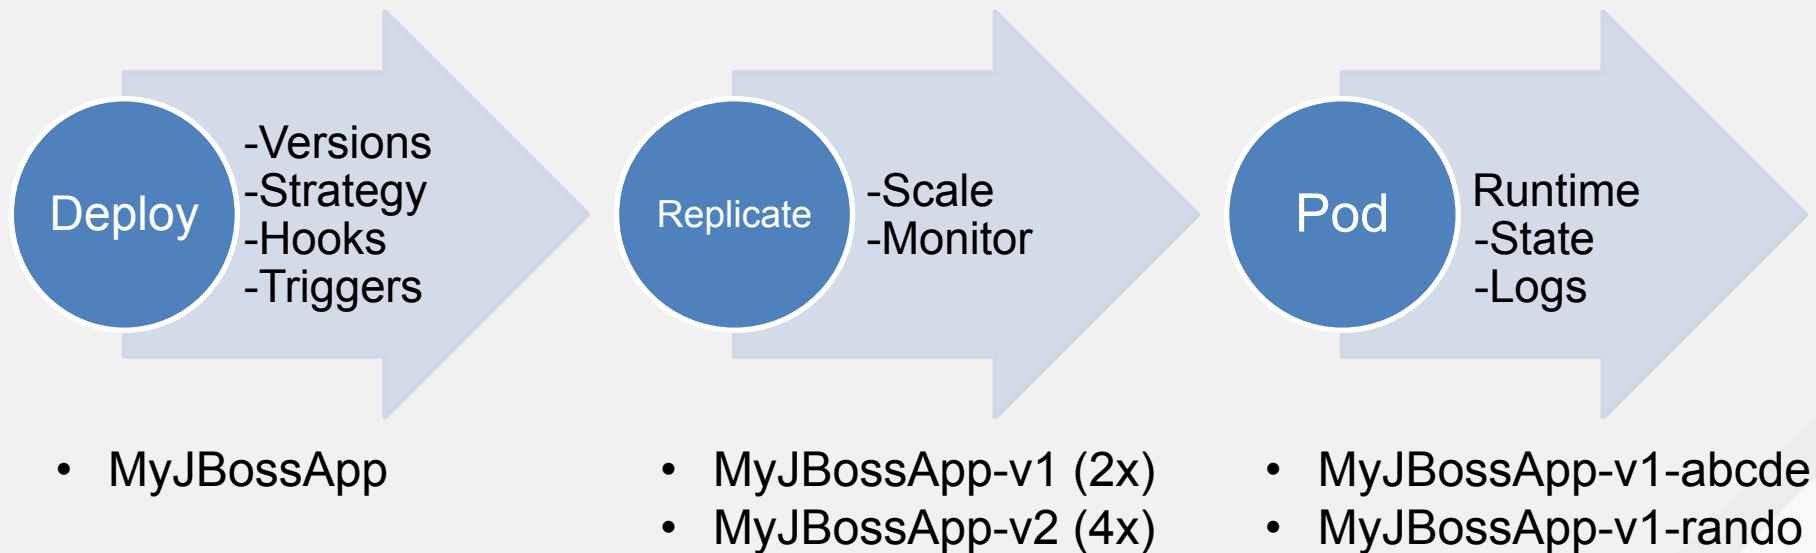 Deploy
-Versions
-Strategy
-Hooks
-Triggers
Replicate
-Scale
-Monitor
Pod
Runtime
-State
-Logs
• MyJBossApp
• MyJBossApp-v1 (2x)
• MyJBossApp-v2 (4x)
• MyJBossApp-v1-abcde
• MyJBossApp-v1-rando